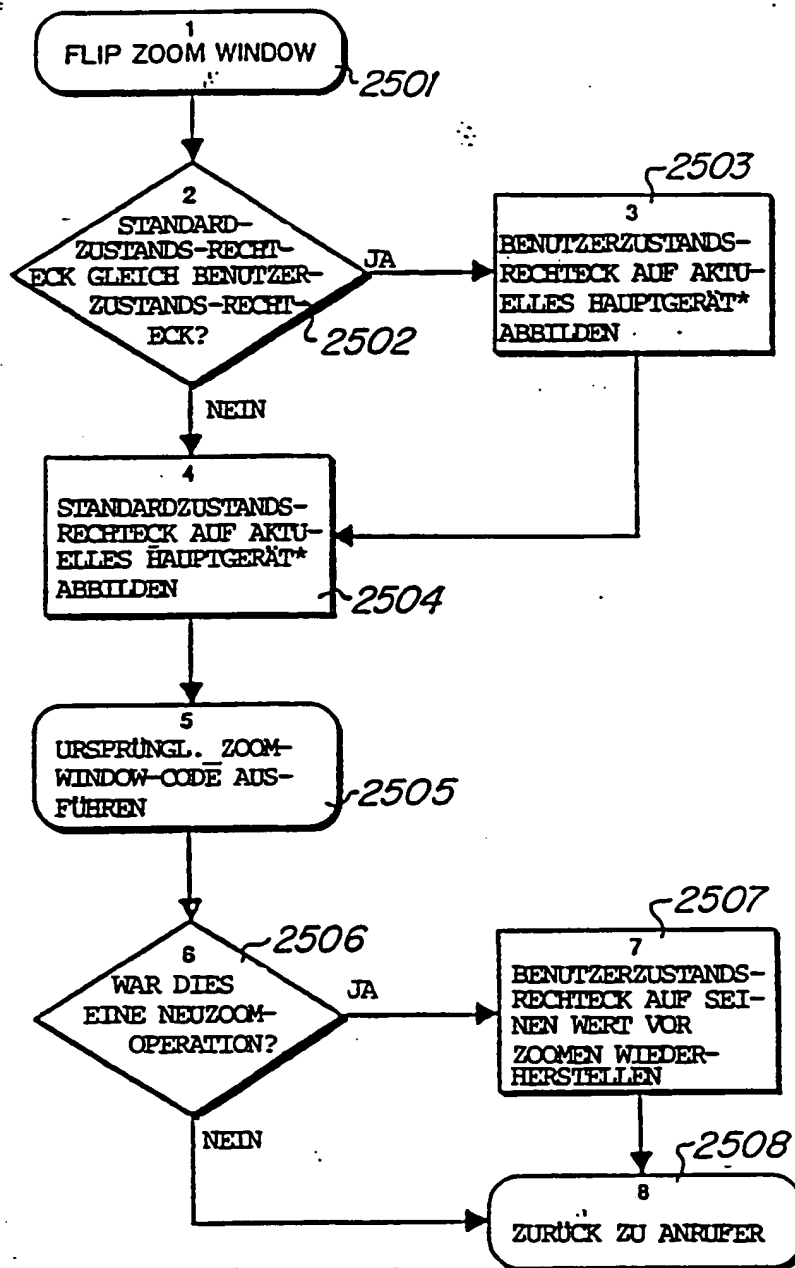 1
FLIP ZOOM WINDOW
2501
2
STANDARD-
ZUSTANDS-RECHT-
ECK GLEICH BENUTZER-
ZUSTANDS-RECHT-
ECK?
2502
JA
2503
3
BENUTZERZUSTANDS-
RECHTECK AUF AKTU-
ELLES HAUPTGERÄT*
ABBILDEN
NEIN
4
STANDARDZUSTANDS-
RECHTECK AUF AKTU-
ELLES HAUPTGERÄT*
ABBILDEN
2504
5
URSPRÜNGL. ZOOM-
WINDOW-CODE AUS-
FÜHREN
2505
6
WAR DIES
EINE NEUZOOM-
OPERATION?
2506
JA
2507
7
BENUTZERZUSTANDS-
RECHTECK AUF SEI-
NEN WERT VOR
ZOOMEN WIEDER-
HERSTELLEN
NEIN
2508
8
ZURÜCK ZU ANRUFER